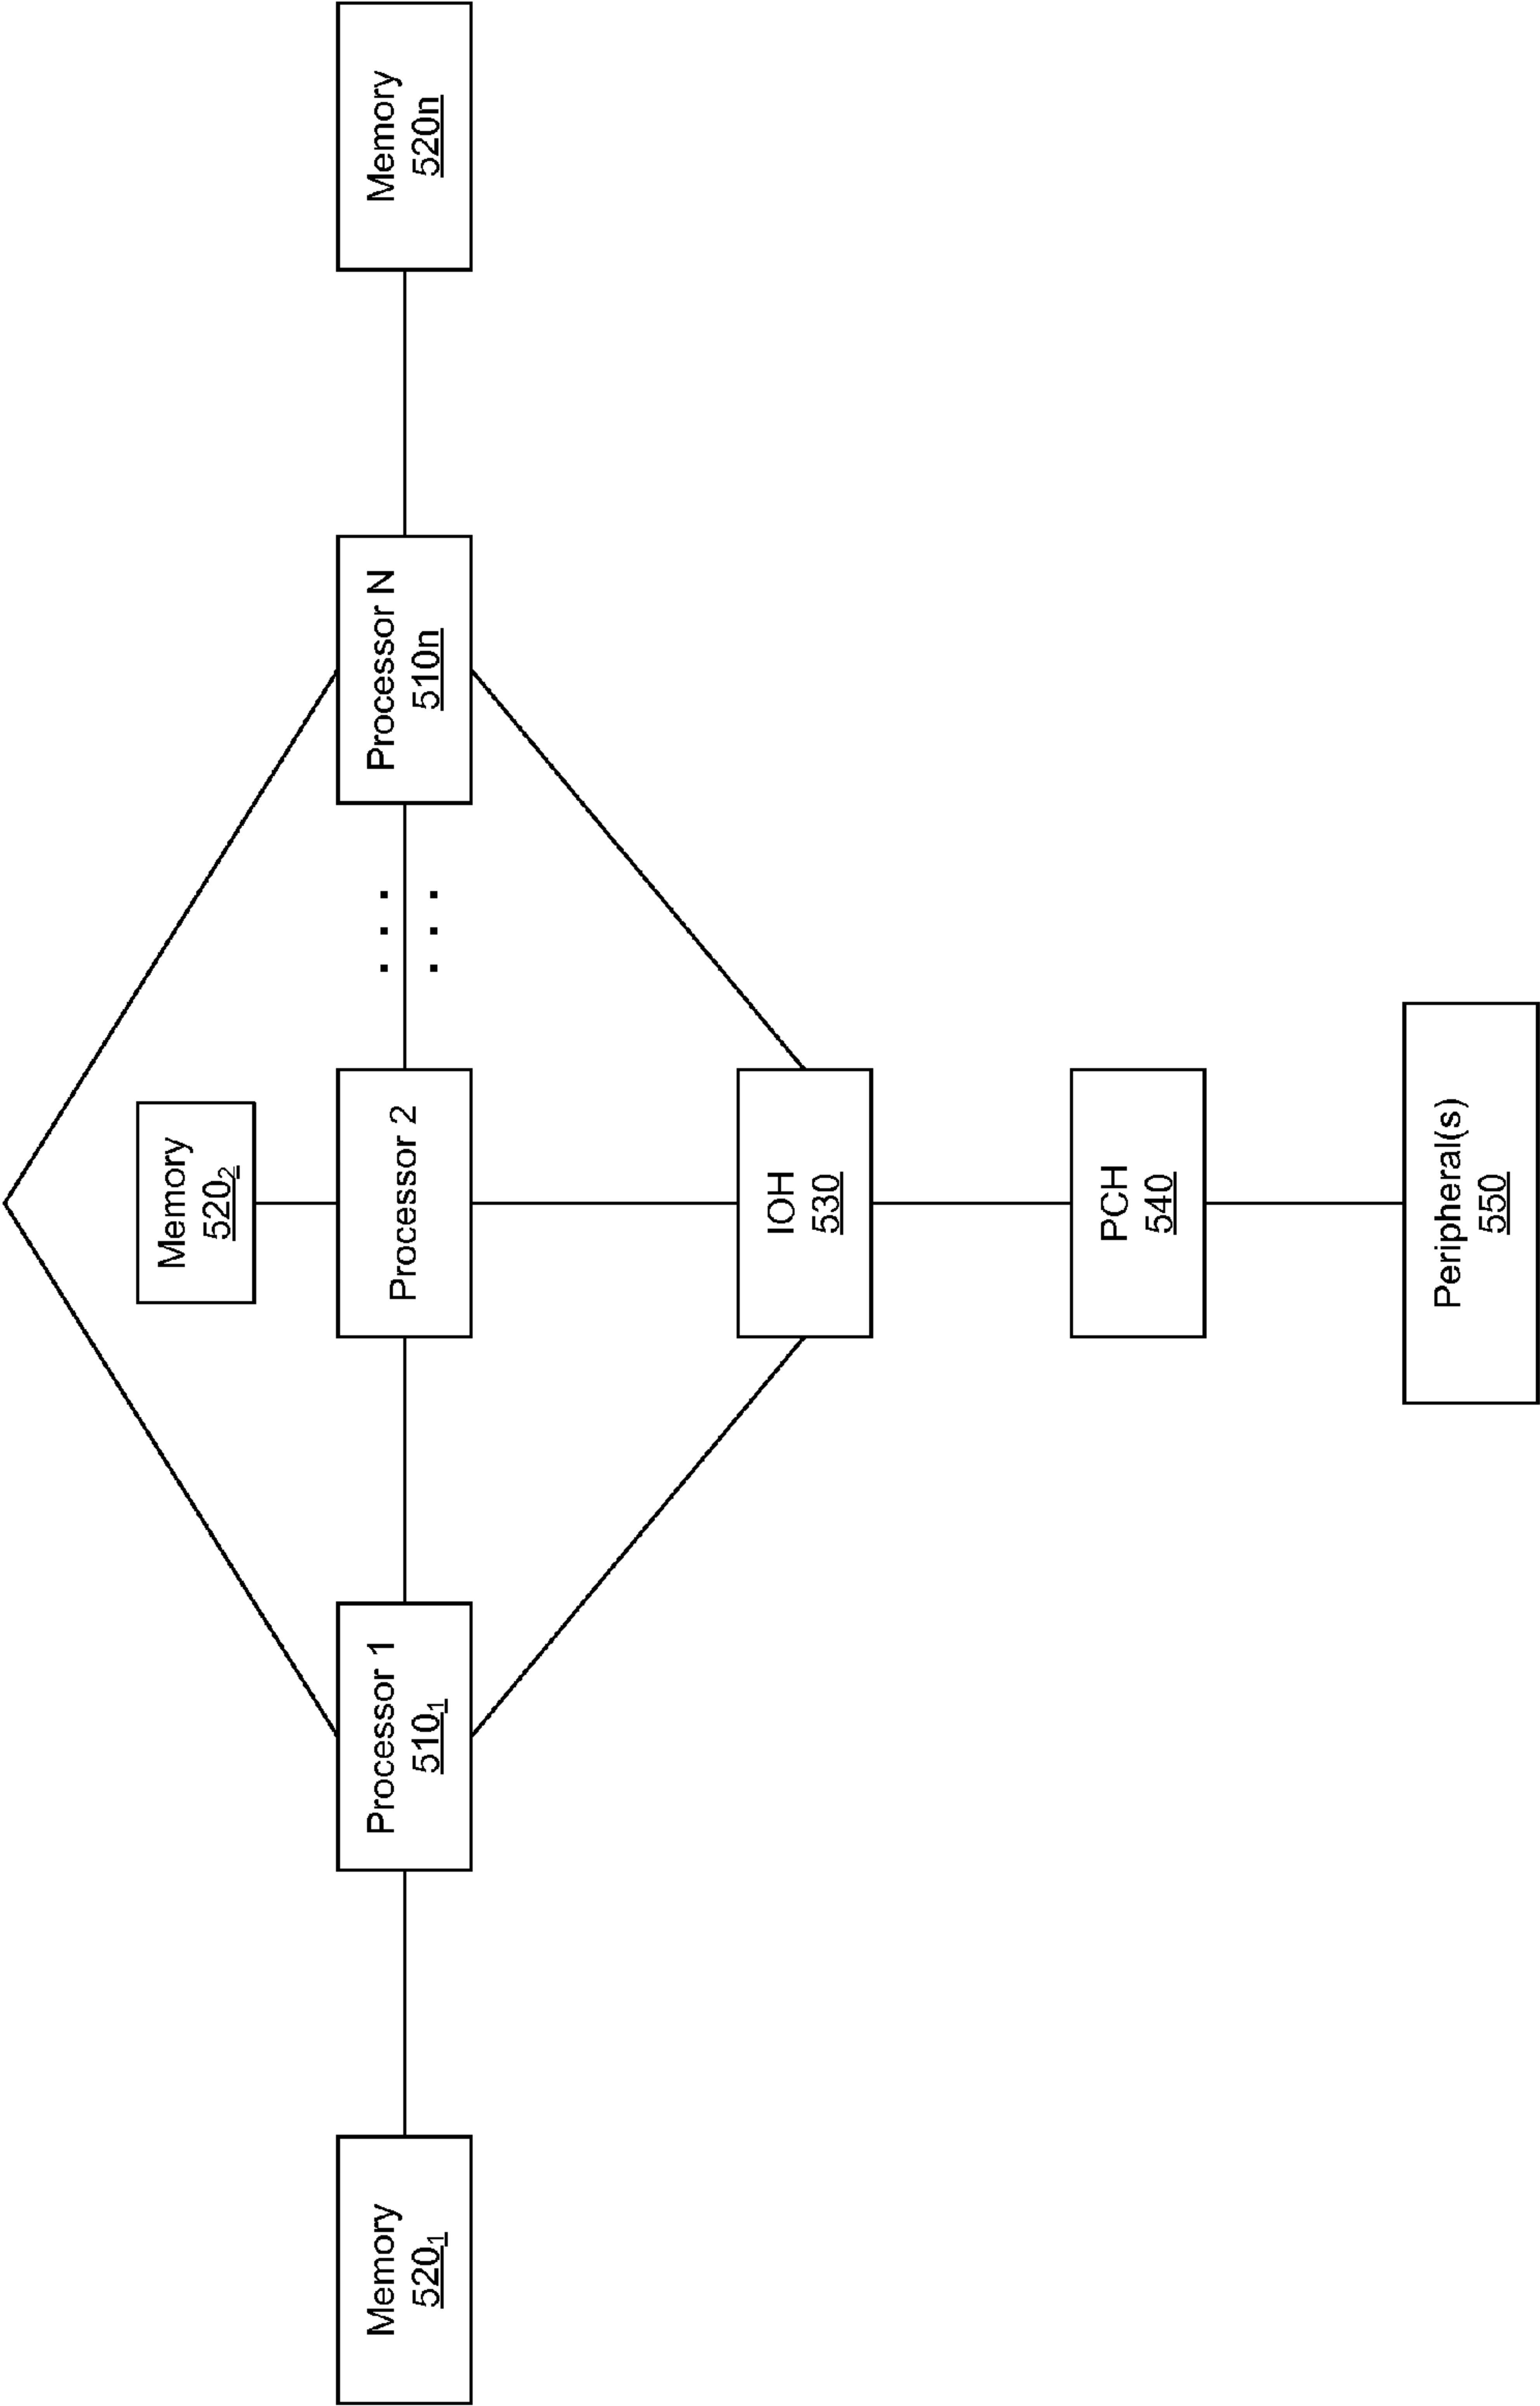 Memory
520₂
Memory
520₁
Processor 1
510₁
Processor 2
Processor N
510n
Memory
520n
IOH
530
PCH
540
Peripheral(s)
550